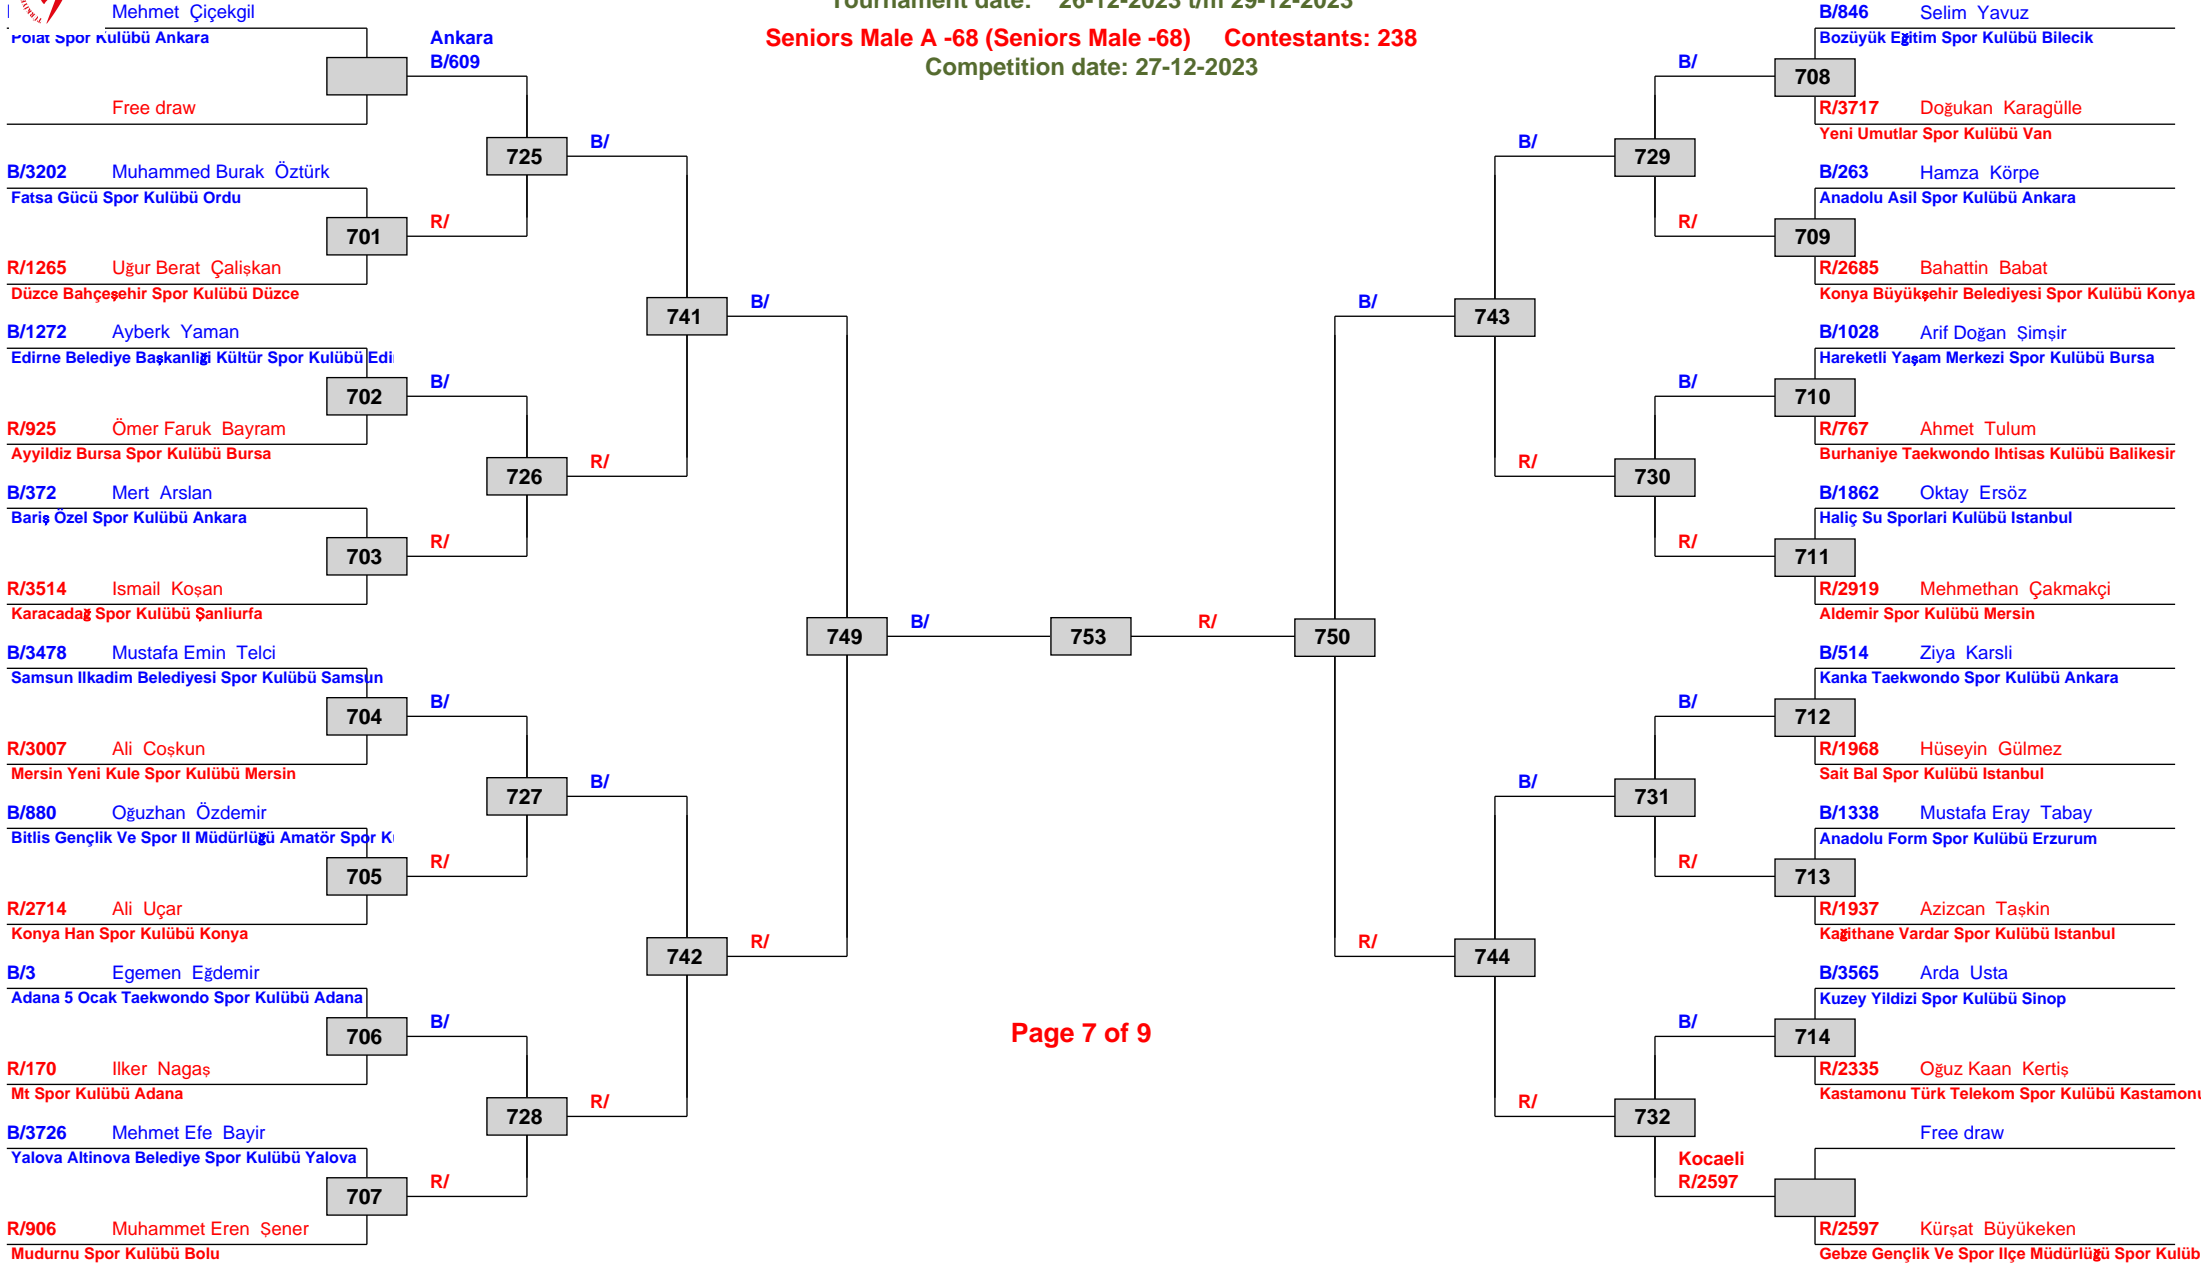 Tournament date: 26-12-2023 t/m 29-12-2023
Seniors Male A -68 (Seniors Male -68) Contestants: 238
Competition date: 27-12-2023
Mehmet Çiçekgil
Polat Spor Kulübü Ankara
Free draw
Ankara
B/609
B/3202 Muhammed Burak Öztürk
Fatsa Gücü Spor Kulübü Ordu
701
R/1265 Uğur Berat Çalişkan
Düzce Bahçeşehir Spor Kulübü Düzce
R/
725
B/
B/1272 Ayberk Yaman
Edirne Belediye Başkanliği Kültür Spor Kulübü Edi
702
B/
R/925 Ömer Faruk Bayram
Ayyildiz Bursa Spor Kulübü Bursa
726
R/
B/372 Mert Arslan
Bariş Özel Spor Kulübü Ankara
703
R/
R/3514 Ismail Koşan
Karacadağ Spor Kulübü Şanliurfa
741
B/
B/3478 Mustafa Emin Telci
Samsun Ilkadim Belediyesi Spor Kulübü Samsun
704
B/
R/3007 Ali Coşkun
Mersin Yeni Kule Spor Kulübü Mersin
727
B/
B/880 Oğuzhan Özdemir
Bitlis Gençlik Ve Spor Il Müdürlüğü Amatör Spor K
705
R/
R/2714 Ali Uçar
Konya Han Spor Kulübü Konya
742
R/
B/3 Egemen Eğdemir
Adana 5 Ocak Taekwondo Spor Kulübü Adana
706
B/
R/170 Ilker Nagaş
Mt Spor Kulübü Adana
728
R/
B/3726 Mehmet Efe Bayir
Yalova Altinova Belediye Spor Kulübü Yalova
707
R/
R/906 Muhammet Eren Şener
Mudurnu Spor Kulübü Bolu
749
B/
753
R/
750
Page 7 of 9
B/846 Selim Yavuz
Bozüyük Eğitim Spor Kulübü Bilecik
B/
708
R/3717 Doğukan Karagülle
Yeni Umutlar Spor Kulübü Van
B/
729
B/263 Hamza Körpe
Anadolu Asil Spor Kulübü Ankara
R/
709
R/2685 Bahattin Babat
Konya Büyükşehir Belediyesi Spor Kulübü Konya
B/
743
B/1028 Arif Doğan Şimşir
Hareketli Yaşam Merkezi Spor Kulübü Bursa
B/
710
R/767 Ahmet Tulum
Burhaniye Taekwondo Ihtisas Kulübü Balikesir
R/
730
B/1862 Oktay Ersöz
Haliç Su Sporlari Kulübü Istanbul
R/
711
R/2919 Mehmethan Çakmakçi
Aldemir Spor Kulübü Mersin
B/514 Ziya Karsli
Kanka Taekwondo Spor Kulübü Ankara
B/
712
R/1968 Hüseyin Gülmez
Sait Bal Spor Kulübü Istanbul
B/
731
B/1338 Mustafa Eray Tabay
Anadolu Form Spor Kulübü Erzurum
R/
713
R/1937 Azizcan Taşkin
Kağithane Vardar Spor Kulübü Istanbul
R/
744
B/3565 Arda Usta
Kuzey Yildizi Spor Kulübü Sinop
B/
714
R/2335 Oğuz Kaan Kertiş
Kastamonu Türk Telekom Spor Kulübü Kastamonu
R/
732
Free draw
Kocaeli
R/2597
R/2597 Kürşat Büyükeken
Gebze Gençlik Ve Spor Ilçe Müdürlüğü Spor Kulüb